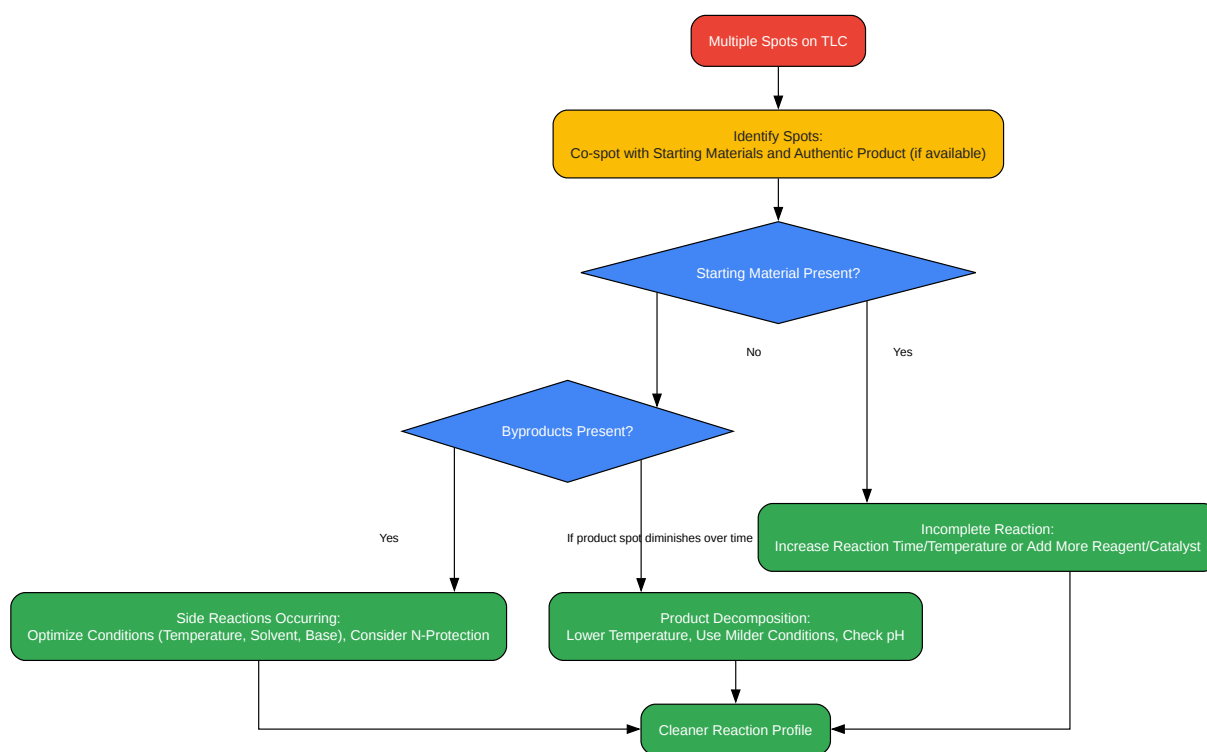 Multiple Spots on TLC
Identify Spots:
Co-spot with Starting Materials and Authentic Product (if available)
Starting Material Present?
No
Yes
Byproducts Present?
Yes
If product spot diminishes over time
Incomplete Reaction:
Increase Reaction Time/Temperature or Add More Reagent/Catalyst
Side Reactions Occurring:
Optimize Conditions (Temperature, Solvent, Base), Consider N-Protection
Product Decomposition:
Lower Temperature, Use Milder Conditions, Check pH
Cleaner Reaction Profile